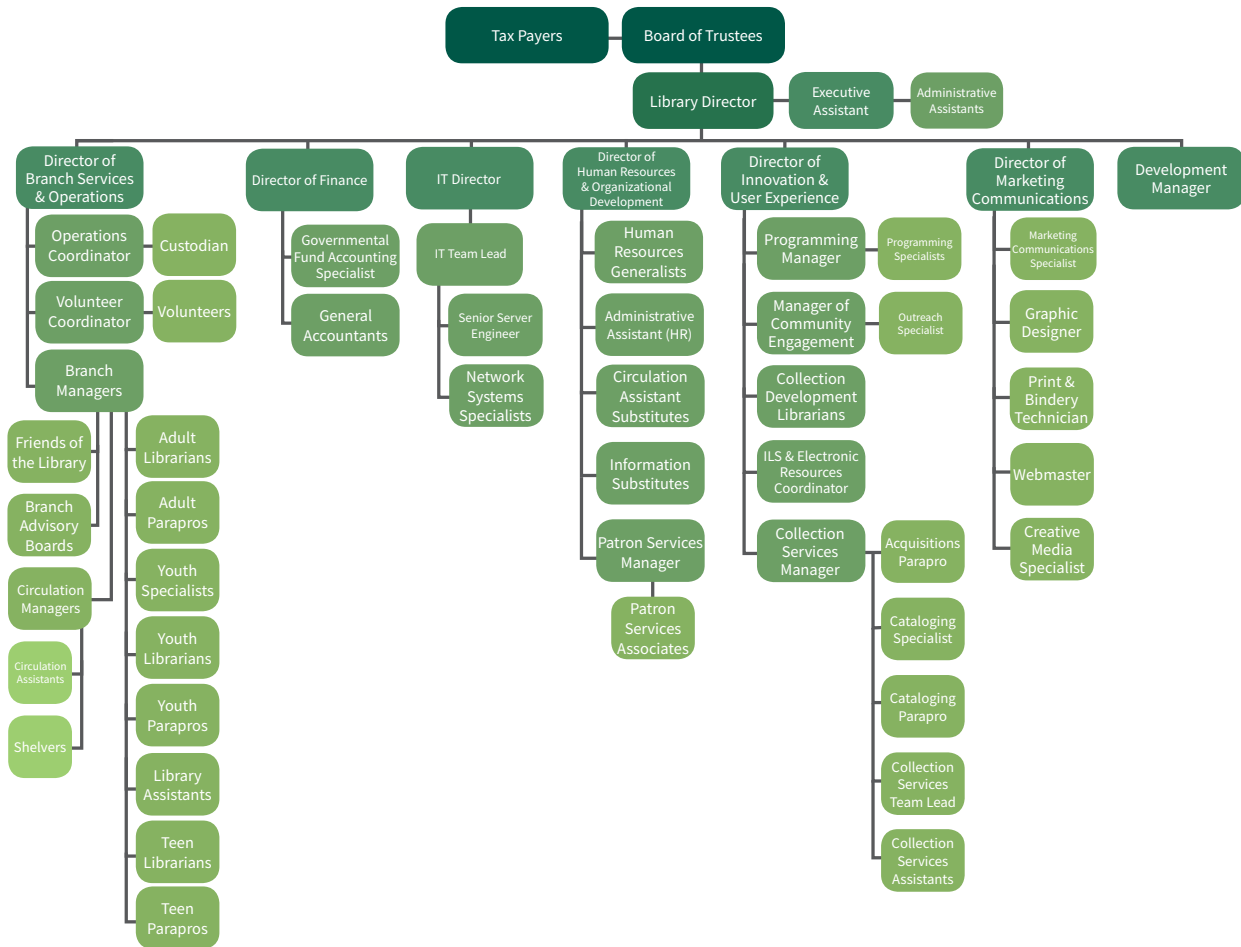 Tax Payers
Board of Trustees
Library Director
Executive
Assistant
Administrative
Assistants
Director of
Branch Services
& Operations
Operations
Coordinator
Custodian
Volunteer
Coordinator
Volunteers
Branch
Managers
Friends of
the Library
Branch
Advisory
Boards
Circulation
Managers
Circulation
Assistants
Shelvers
Adult
Librarians
Adult
Parapros
Youth
Specialists
Youth
Librarians
Youth
Parapros
Library
Assistants
Teen
Librarians
Teen
Parapros
Director of Finance
Governmental
Fund Accounting
Specialist
General
Accountants
IT Director
IT Team Lead
Senior Server
Engineer
Network
Systems
Specialists
Director of
Human Resources
& Organizational
Development
Human
Resources
Generalists
Administrative
Assistant (HR)
Circulation
Assistant
Substitutes
Information
Substitutes
Patron Services
Manager
Patron
Services
Associates
Director of
Innovation &
User Experience
Programming
Manager
Programming
Specialists
Manager of
Community
Engagement
Outreach
Specialist
Collection
Development
Librarians
ILS & Electronic
Resources
Coordinator
Collection
Services
Manager
Acquisitions
Parapro
Cataloging
Specialist
Cataloging
Parapro
Collection
Services
Team Lead
Collection
Services
Assistants
Director of
Marketing
Communications
Marketing
Communications
Specialist
Graphic
Designer
Print &
Bindery
Technician
Webmaster
Creative
Media
Specialist
Development
Manager